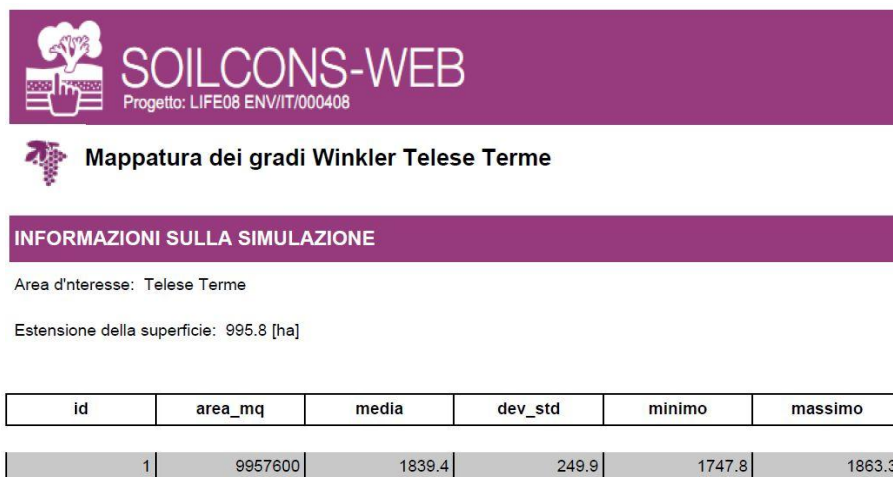 SOILCONS-WEB
Progetto: LIFE08 ENV/IT/000408
Mappatura dei gradi Winkler Telese Terme
INFORMAZIONI SULLA SIMULAZIONE
Area d'nteresse: Telese Terme
Estensione della superficie: 995.8 [ha]
id area_mq media dev_std minimo massimo
1 9957600 1839.4 249.9 1747.8 1863.3